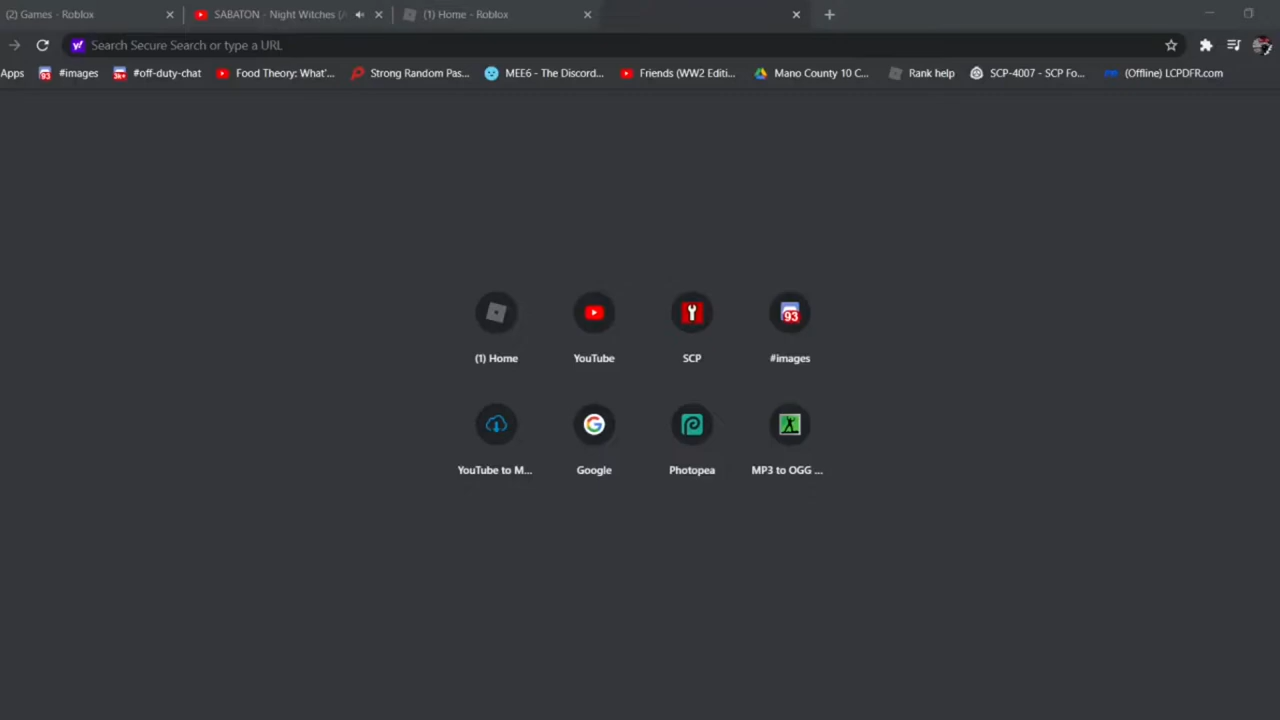 (2) Games - Roblox
SABATON - Night Witches (A
(1) Home - Roblox
Search Secure Search or type a URL
Apps
#images
#off-duty-chat
Food Theory: What'...
Strong Random Pas...
MEE6 - The Discord...
Friends (WW2 Editi...
Mano County 10 C...
Rank help
SCP-4007 - SCP Fo...
(Offline) LCPDFR.com
(1) Home
YouTube
SCP
#images
YouTube to M...
Google
Photopea
MP3 to OGG ...